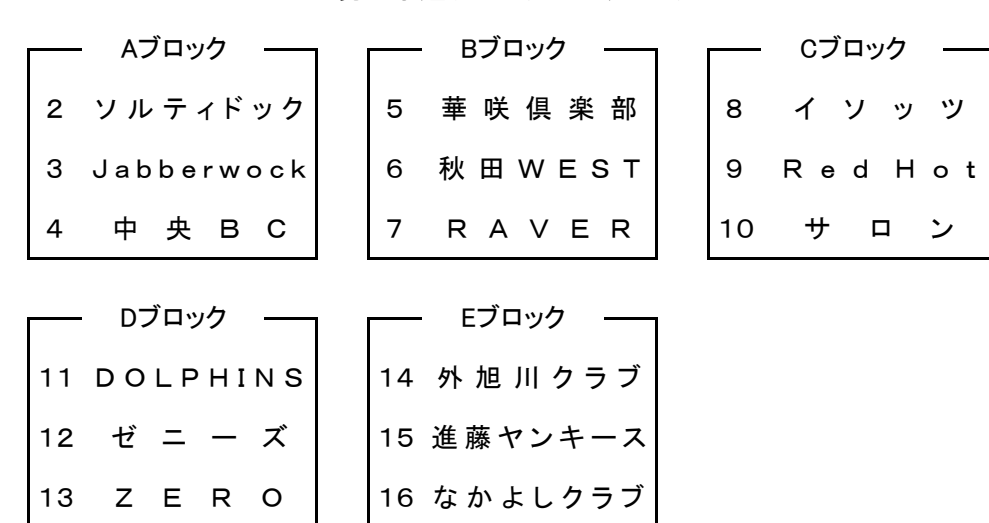 Aブロック
2 ソルティドック
3 Jabberwock
4 中央BC
Bブロック
5 華咲倶楽部
6 秋田WEST
7 RAVER
Cブロック
8 イソッツ
9 Red Hot
10 サロン
Dブロック
11 DOLPHINS
12 ゼニーズ
13 ZERO
Eブロック
14 外旭川クラブ
15 進藤ヤンキース
16 なかよしクラブ